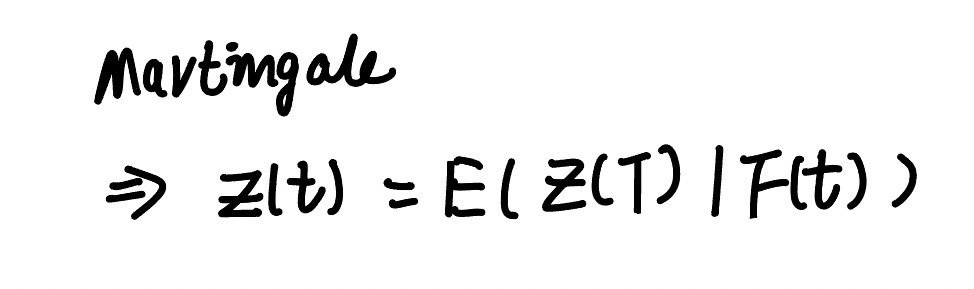 Martingale
⇒ Z(t) = E( Z(T) | F(t) )